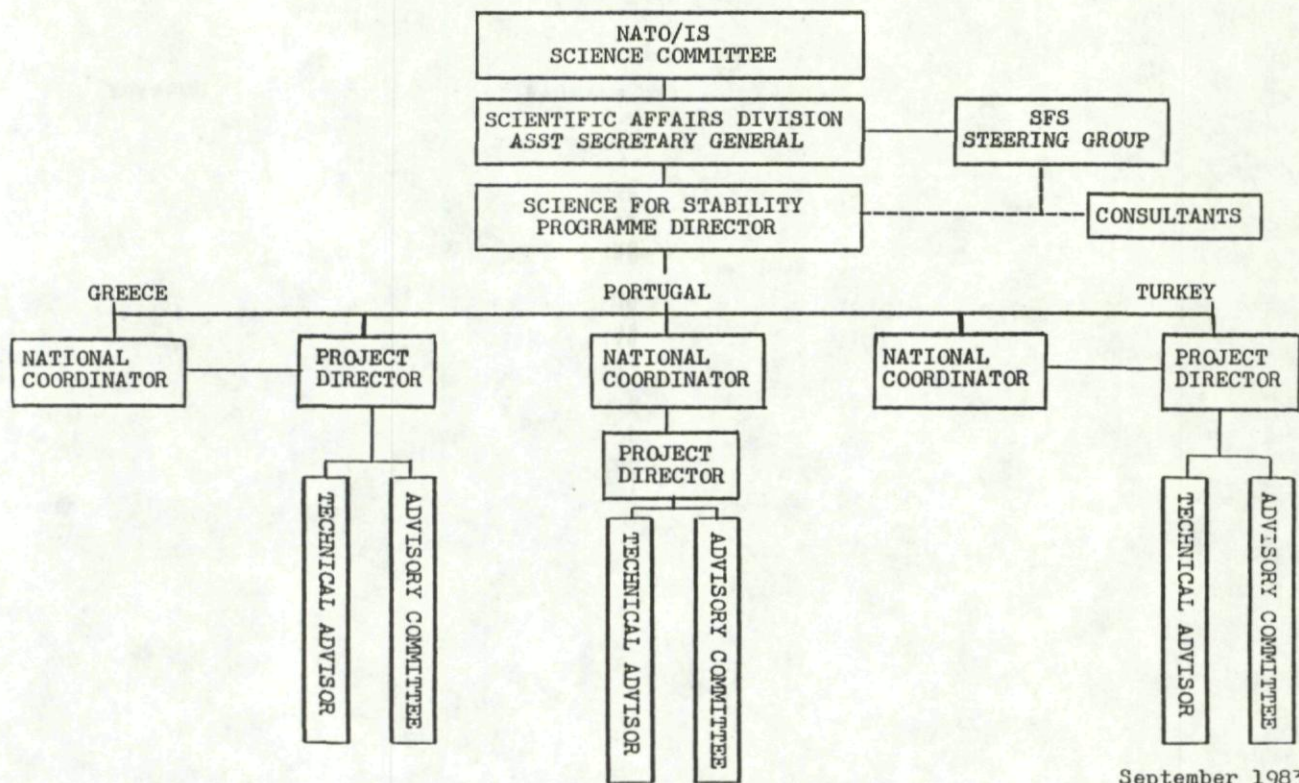 NATO/IS
SCIENCE COMMITTEE
SCIENTIFIC AFFAIRS DIVISION
ASST SECRETARY GENERAL
SFS
STEERING GROUP
SCIENCE FOR STABILITY
PROGRAMME DIRECTOR
CONSULTANTS
GREECE
PORTUGAL
TURKEY
NATIONAL
COORDINATOR
PROJECT
DIRECTOR
NATIONAL
COORDINATOR
NATIONAL
COORDINATOR
PROJECT
DIRECTOR
PROJECT
DIRECTOR
TECHNICAL ADVISOR
ADVISORY COMMITTEE
TECHNICAL ADVISOR
ADVISORY COMMITTEE
TECHNICAL ADVISOR
ADVISORY COMMITTEE
September